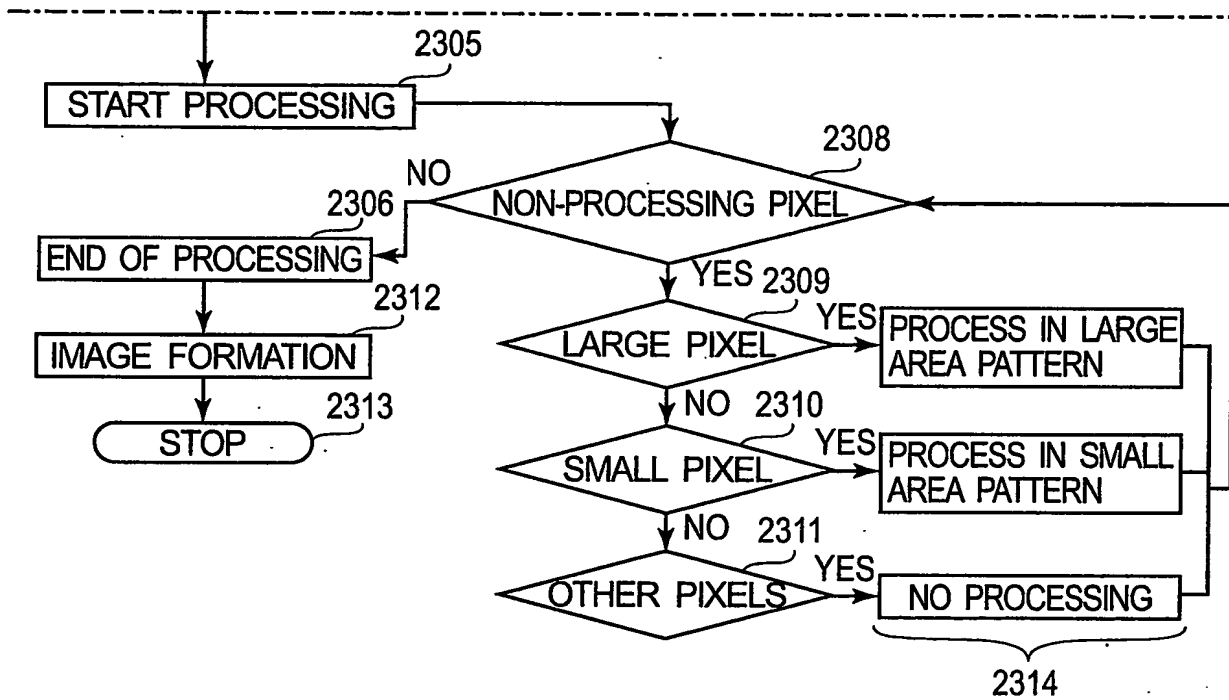 2305
START PROCESSING
2308
NO
NON-PROCESSING PIXEL
2306
END OF PROCESSING
YES
2309
2312
LARGE PIXEL
YES
PROCESS IN LARGE
AREA PATTERN
IMAGE FORMATION
NO
2310
2313
STOP
SMALL PIXEL
YES
PROCESS IN SMALL
AREA PATTERN
NO
2311
OTHER PIXELS
YES
NO PROCESSING
2314